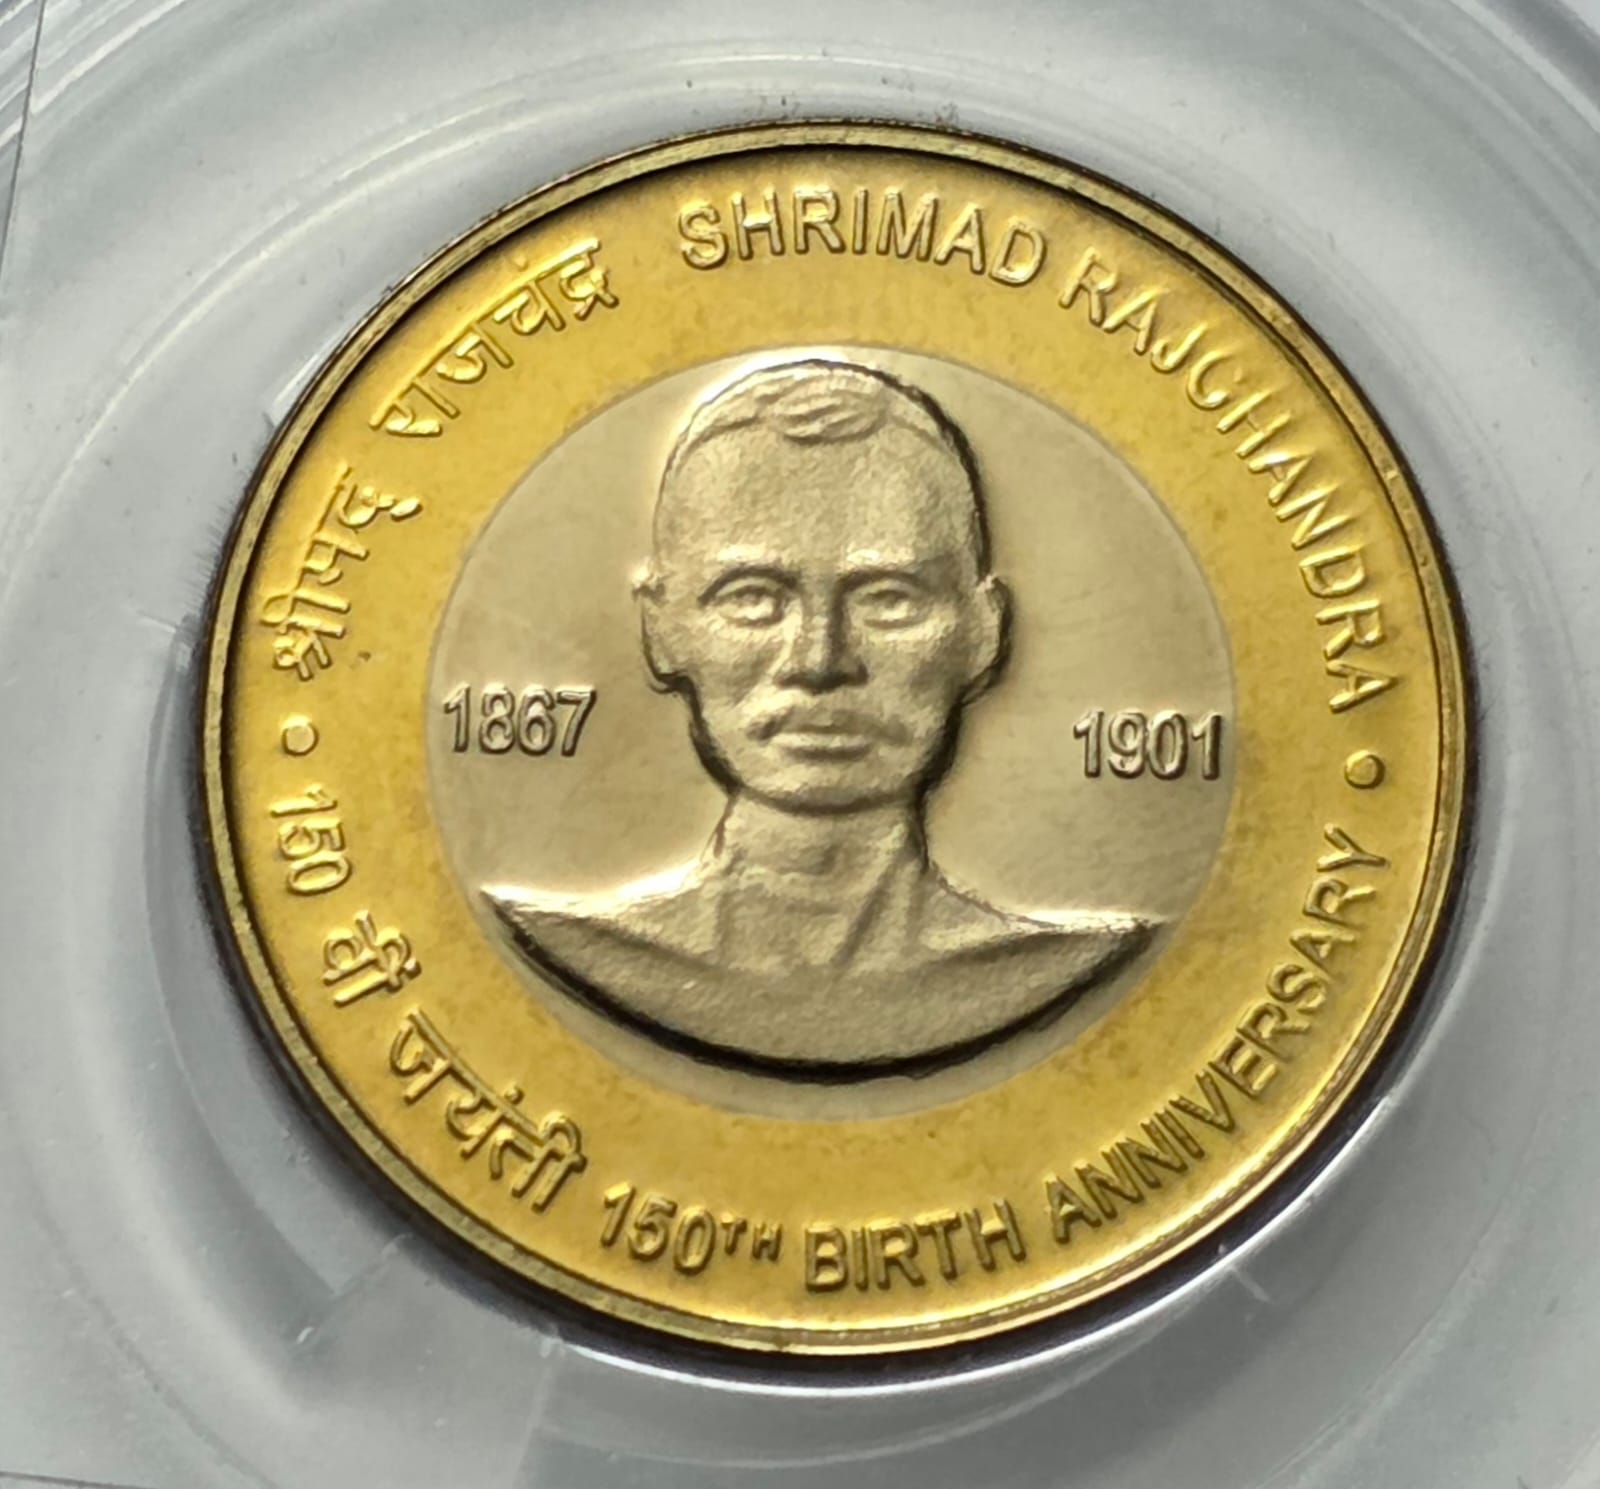 श्रीमद् राजचंद्र
SHRIMAD RAJCHANDRA
1867
1901
150 वीं जयंती
150TH BIRTH ANNIVERSARY